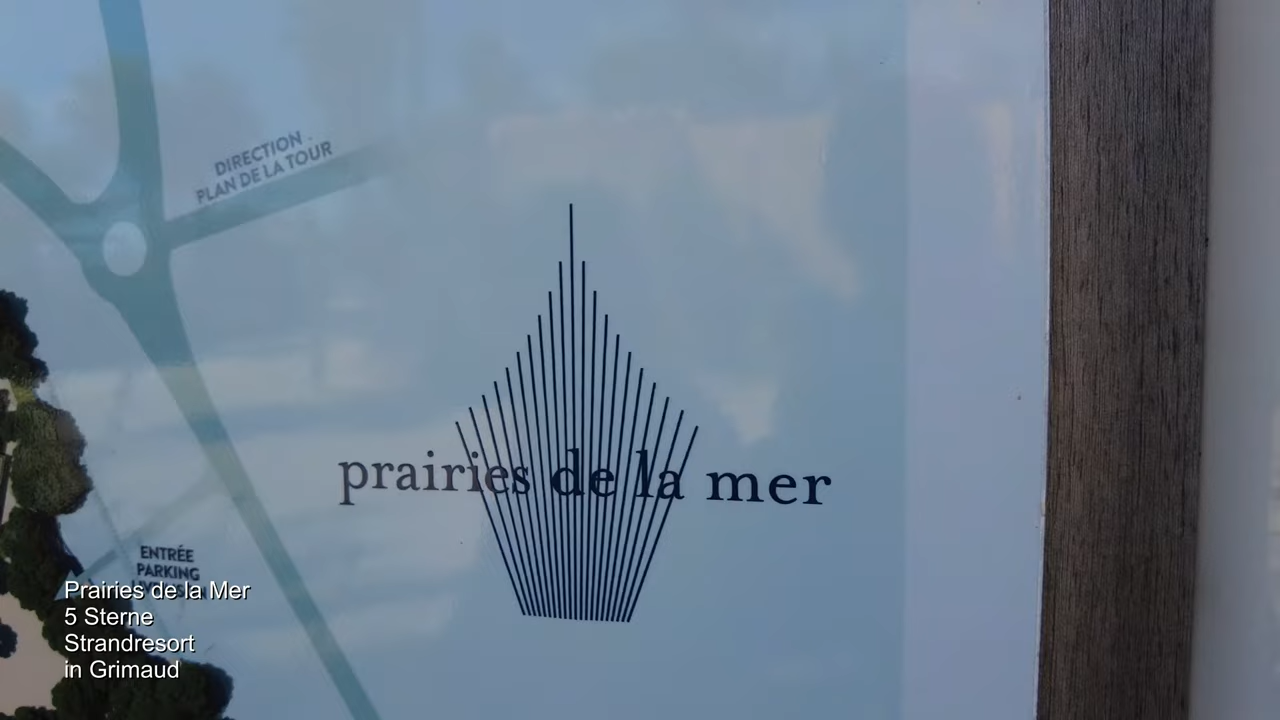 DIRECTION
PLAN DE LA TOUR
prairies de la mer
ENTRÉE
PARKING
Prairies de la Mer
5 Sterne
Strandresort
in Grimaud